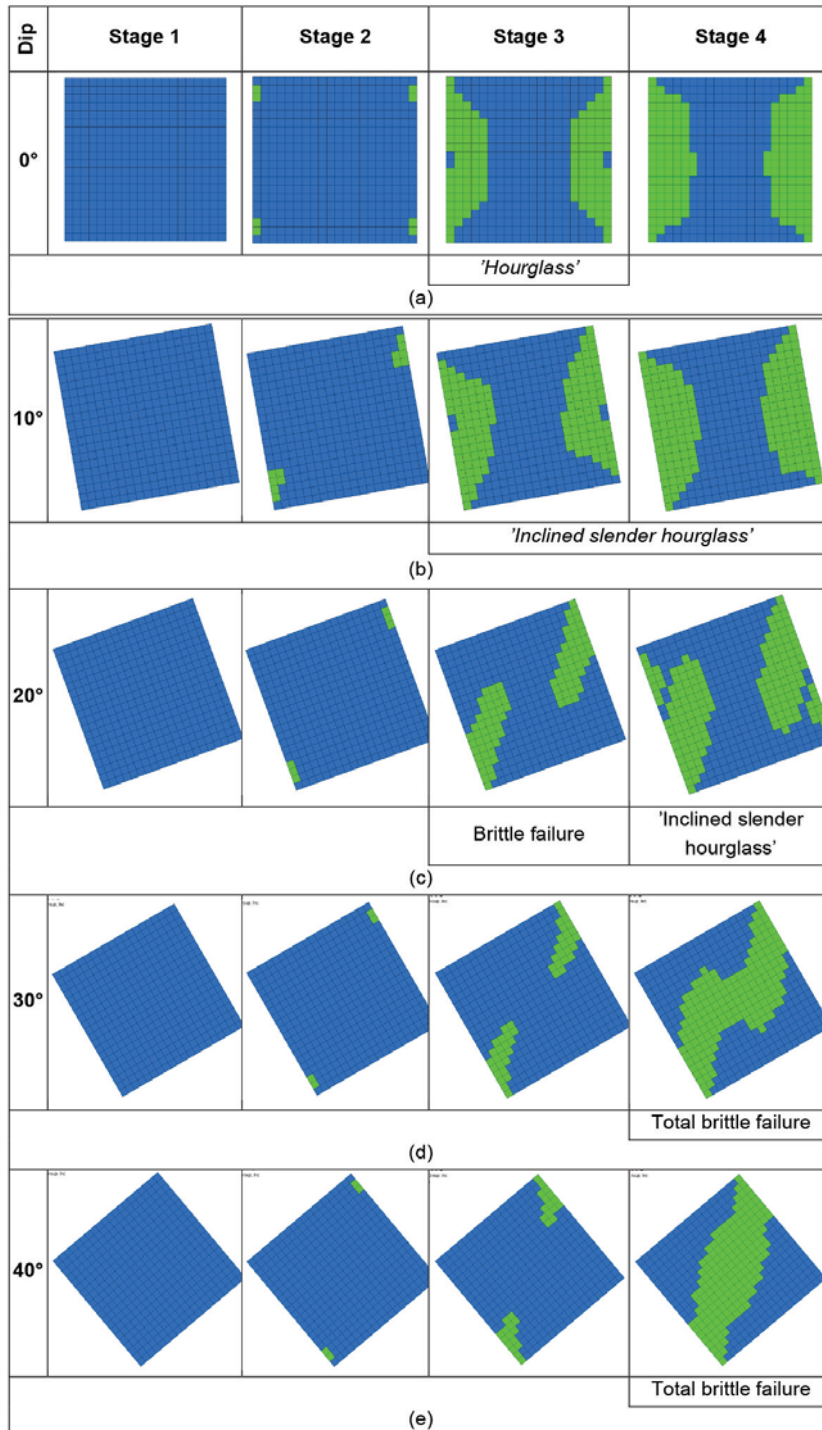 Dip Stage 1 Stage 2 Stage 3 Stage 4
0°
'Hourglass'
(a)
10°
'Inclined slender hourglass'
(b)
20°
Brittle failure 'Inclined slender
hourglass'
(c)
30°
Total brittle failure
(d)
40°
Total brittle failure
(e)